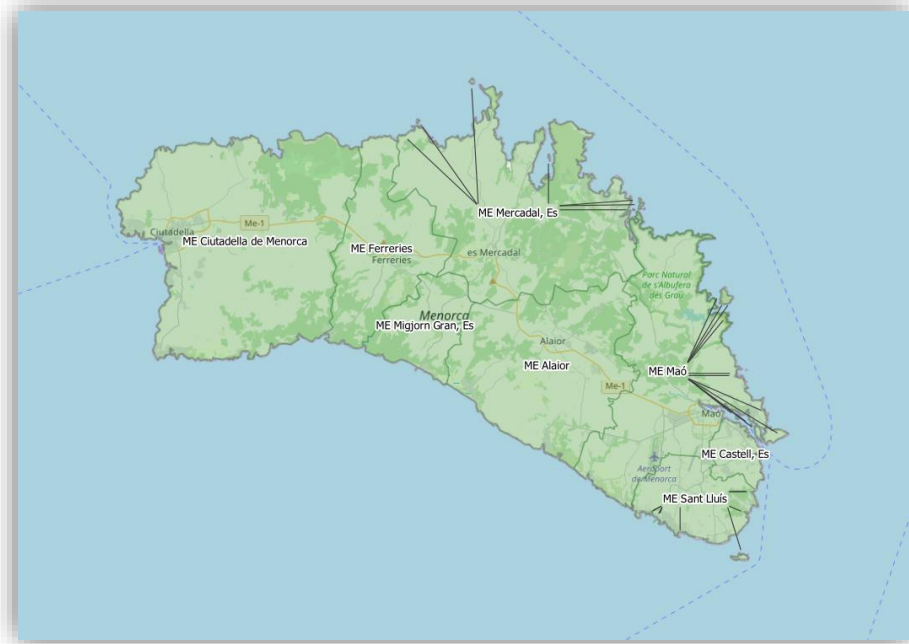 ME Mercadal, Es
Me-1
Ciutadella
ME Ciutadella de Menorca
ME Ferreries
Ferreries
es Mercadal
Parc Natural
de s'Albufera
des Grau
Menorca
ME Migjorn Gran, Es
Alaior
ME Alaior
ME Maó
Me-1
Maó
ME Castell, Es
Aeroport
de Menorca
ME Sant Lluís